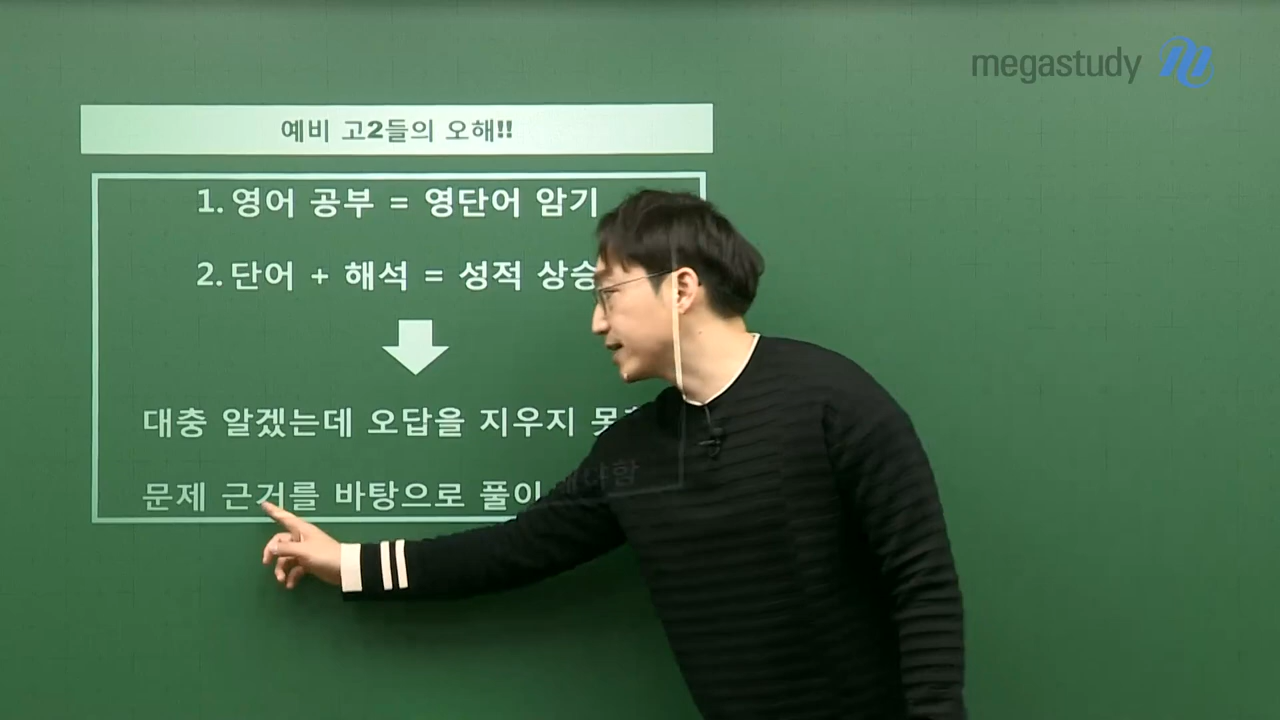 megastudy
예비 고2들의 오해!!
1. 영어 공부 = 영단어 암기
2. 단어 + 해석 = 성적 상승
대충 알겠는데 오답을 지우지
문제 근거를 바탕으로 풀이